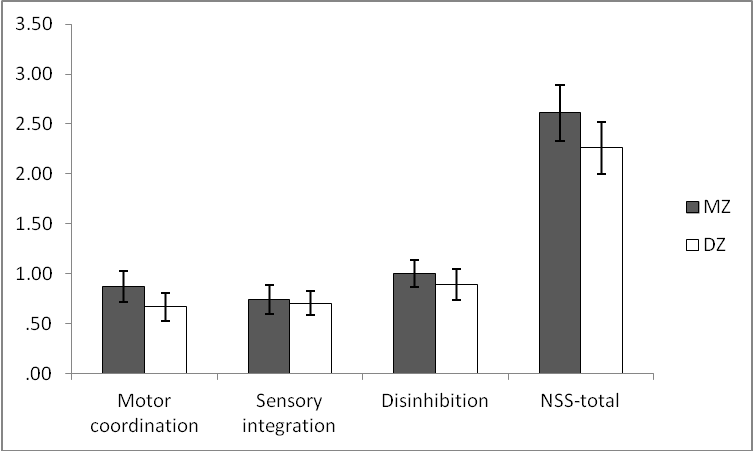 3.50
3.00
2.50
2.00
1.50
1.00
.50
.00
Motor
coordination
Sensory
integration
Disinhibition
NSS-total
MZ
DZ